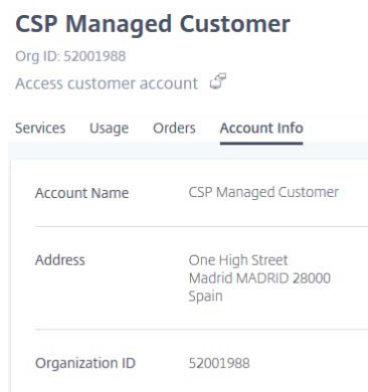 CSP Managed Customer
Org ID: 52001988
Access customer account
Services Usage Orders Account Info
Account Name CSP Managed Customer
Address One High Street
Madrid MADRID 28000
Spain
Organization ID 52001988